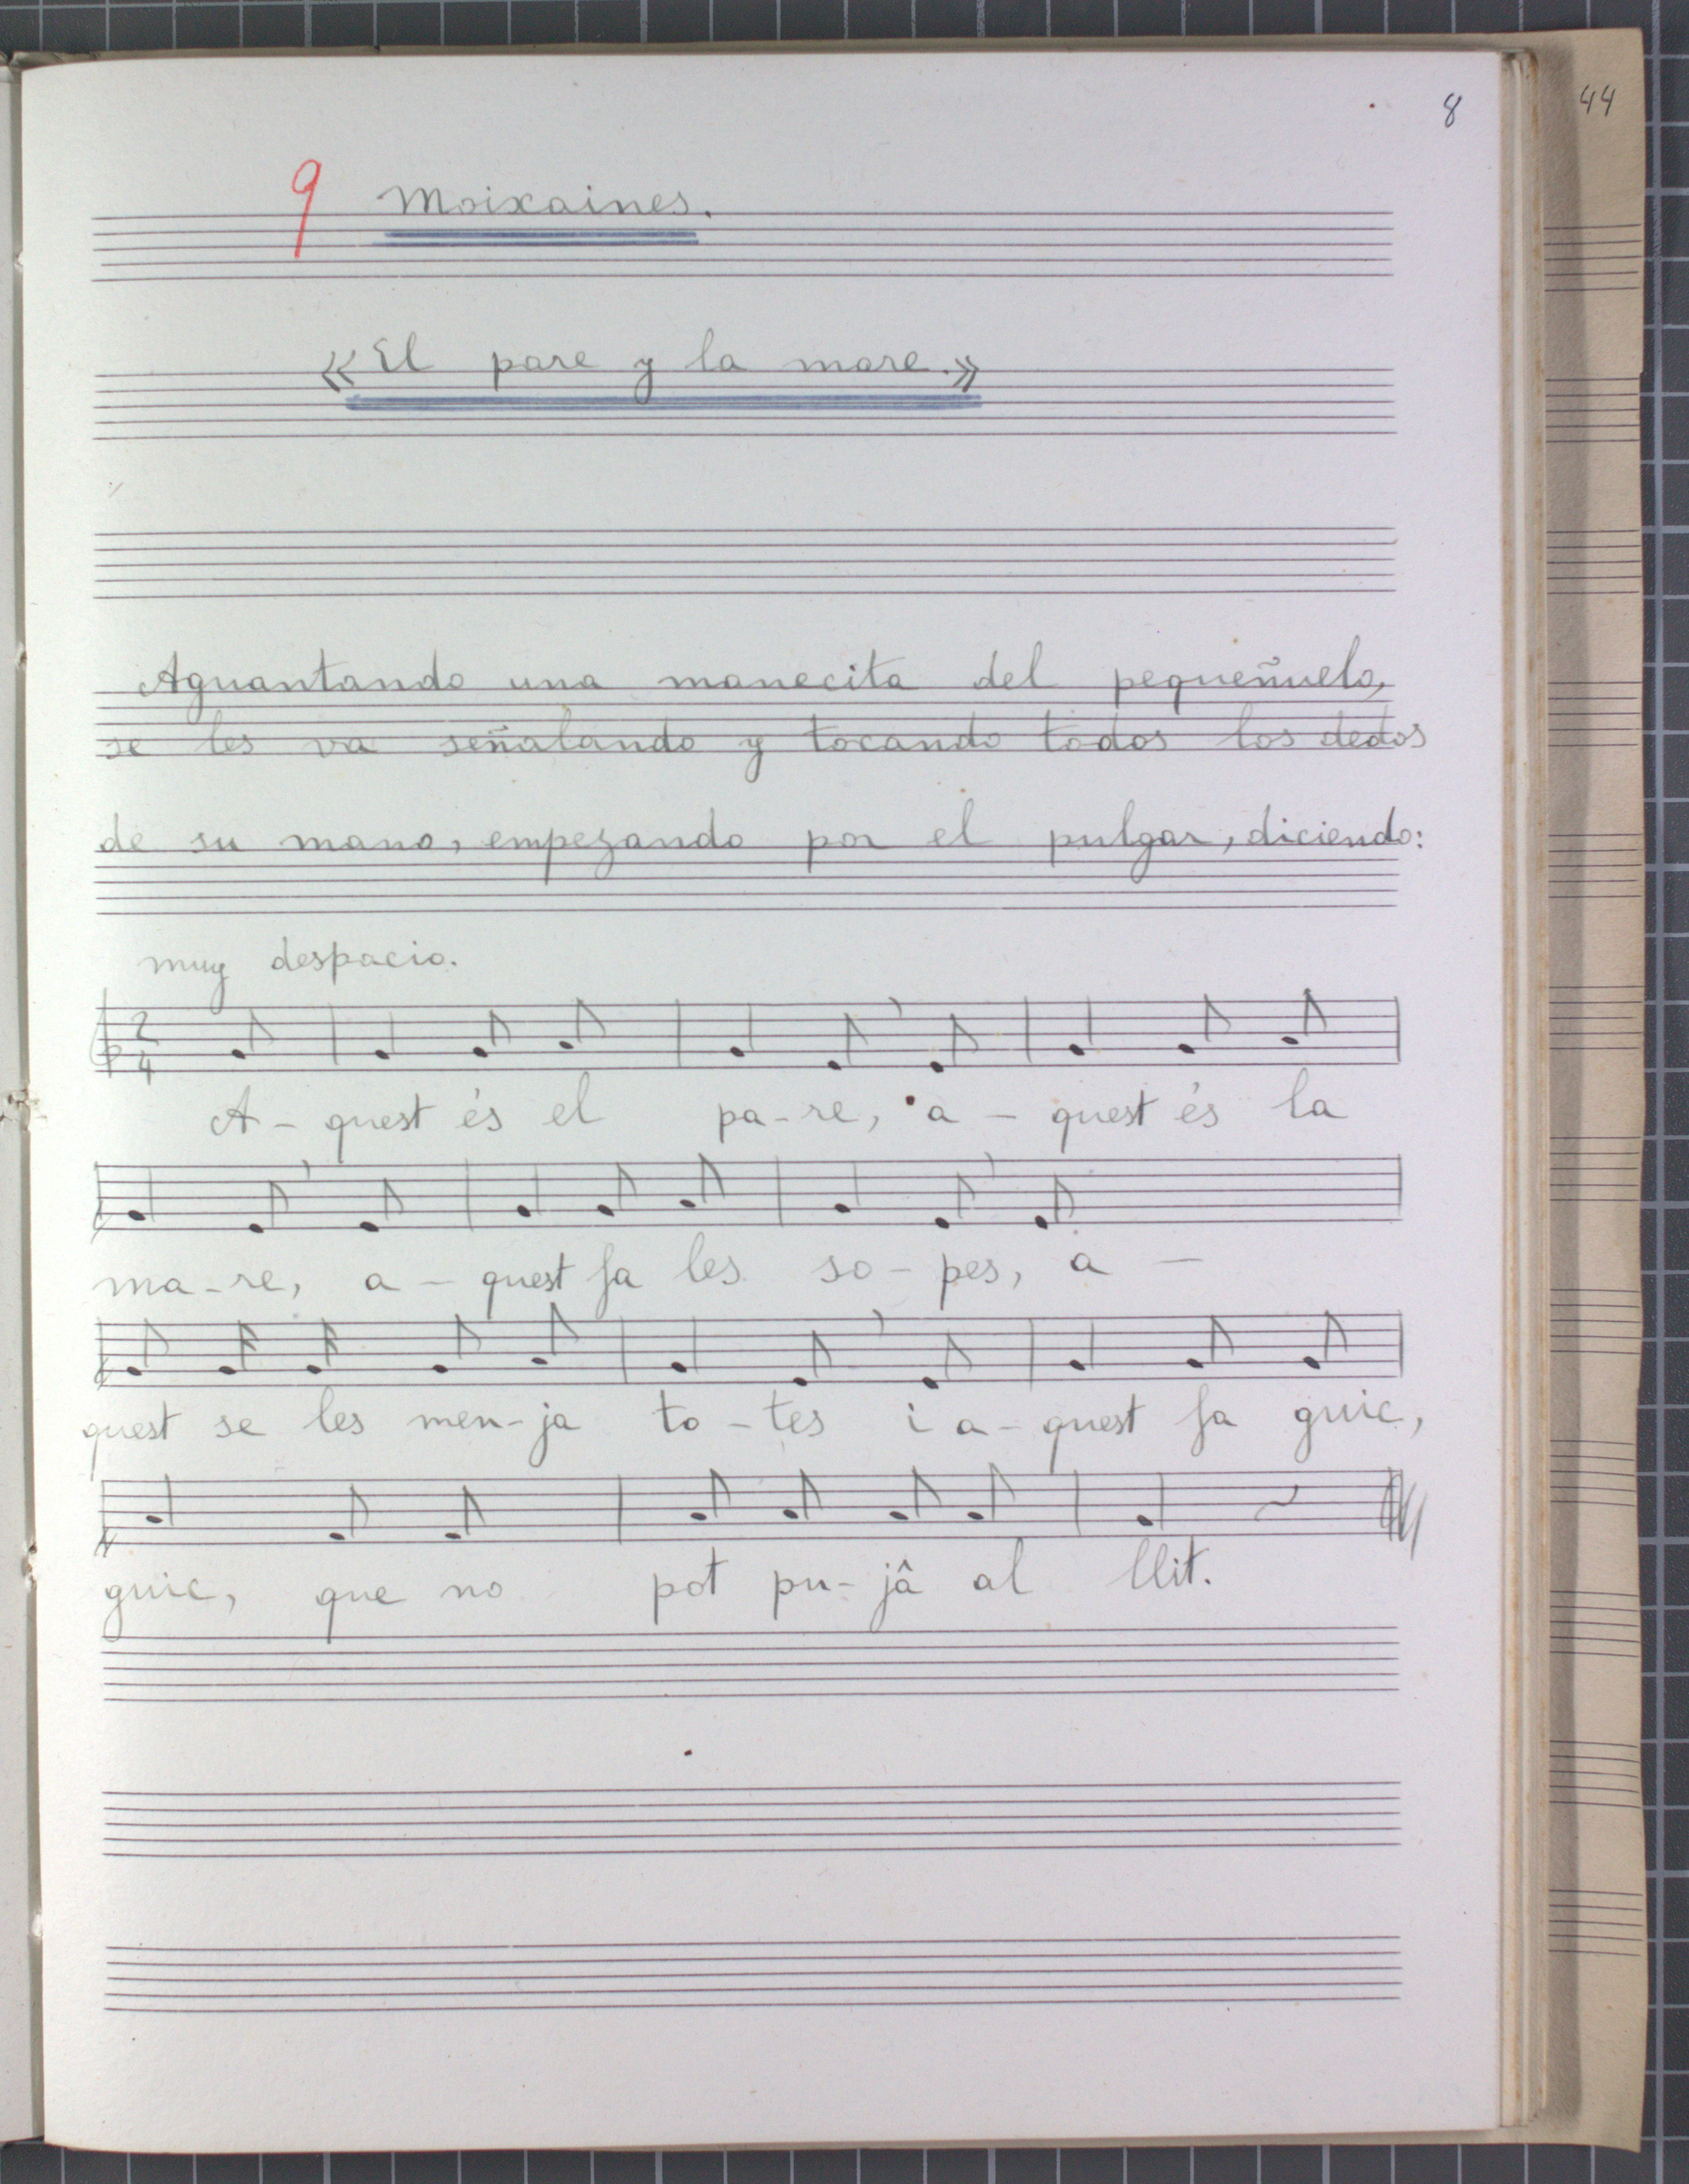 8
44
9 Moixaines.
«El pare y la mare.»
Aguantando una manecita del pequeñuelo,
se les va señalando y tocando todos los dedos
de su mano, empezando por el pulgar, diciendo:
muy despacio.
2
4
A- quest és el pa-re, a - quest és la
ma-re, a - quest fa les so- pes, a -
quest se les men-ja to-tes i a- quest fa guic,
guic, que no pot pu- jâ al llit.